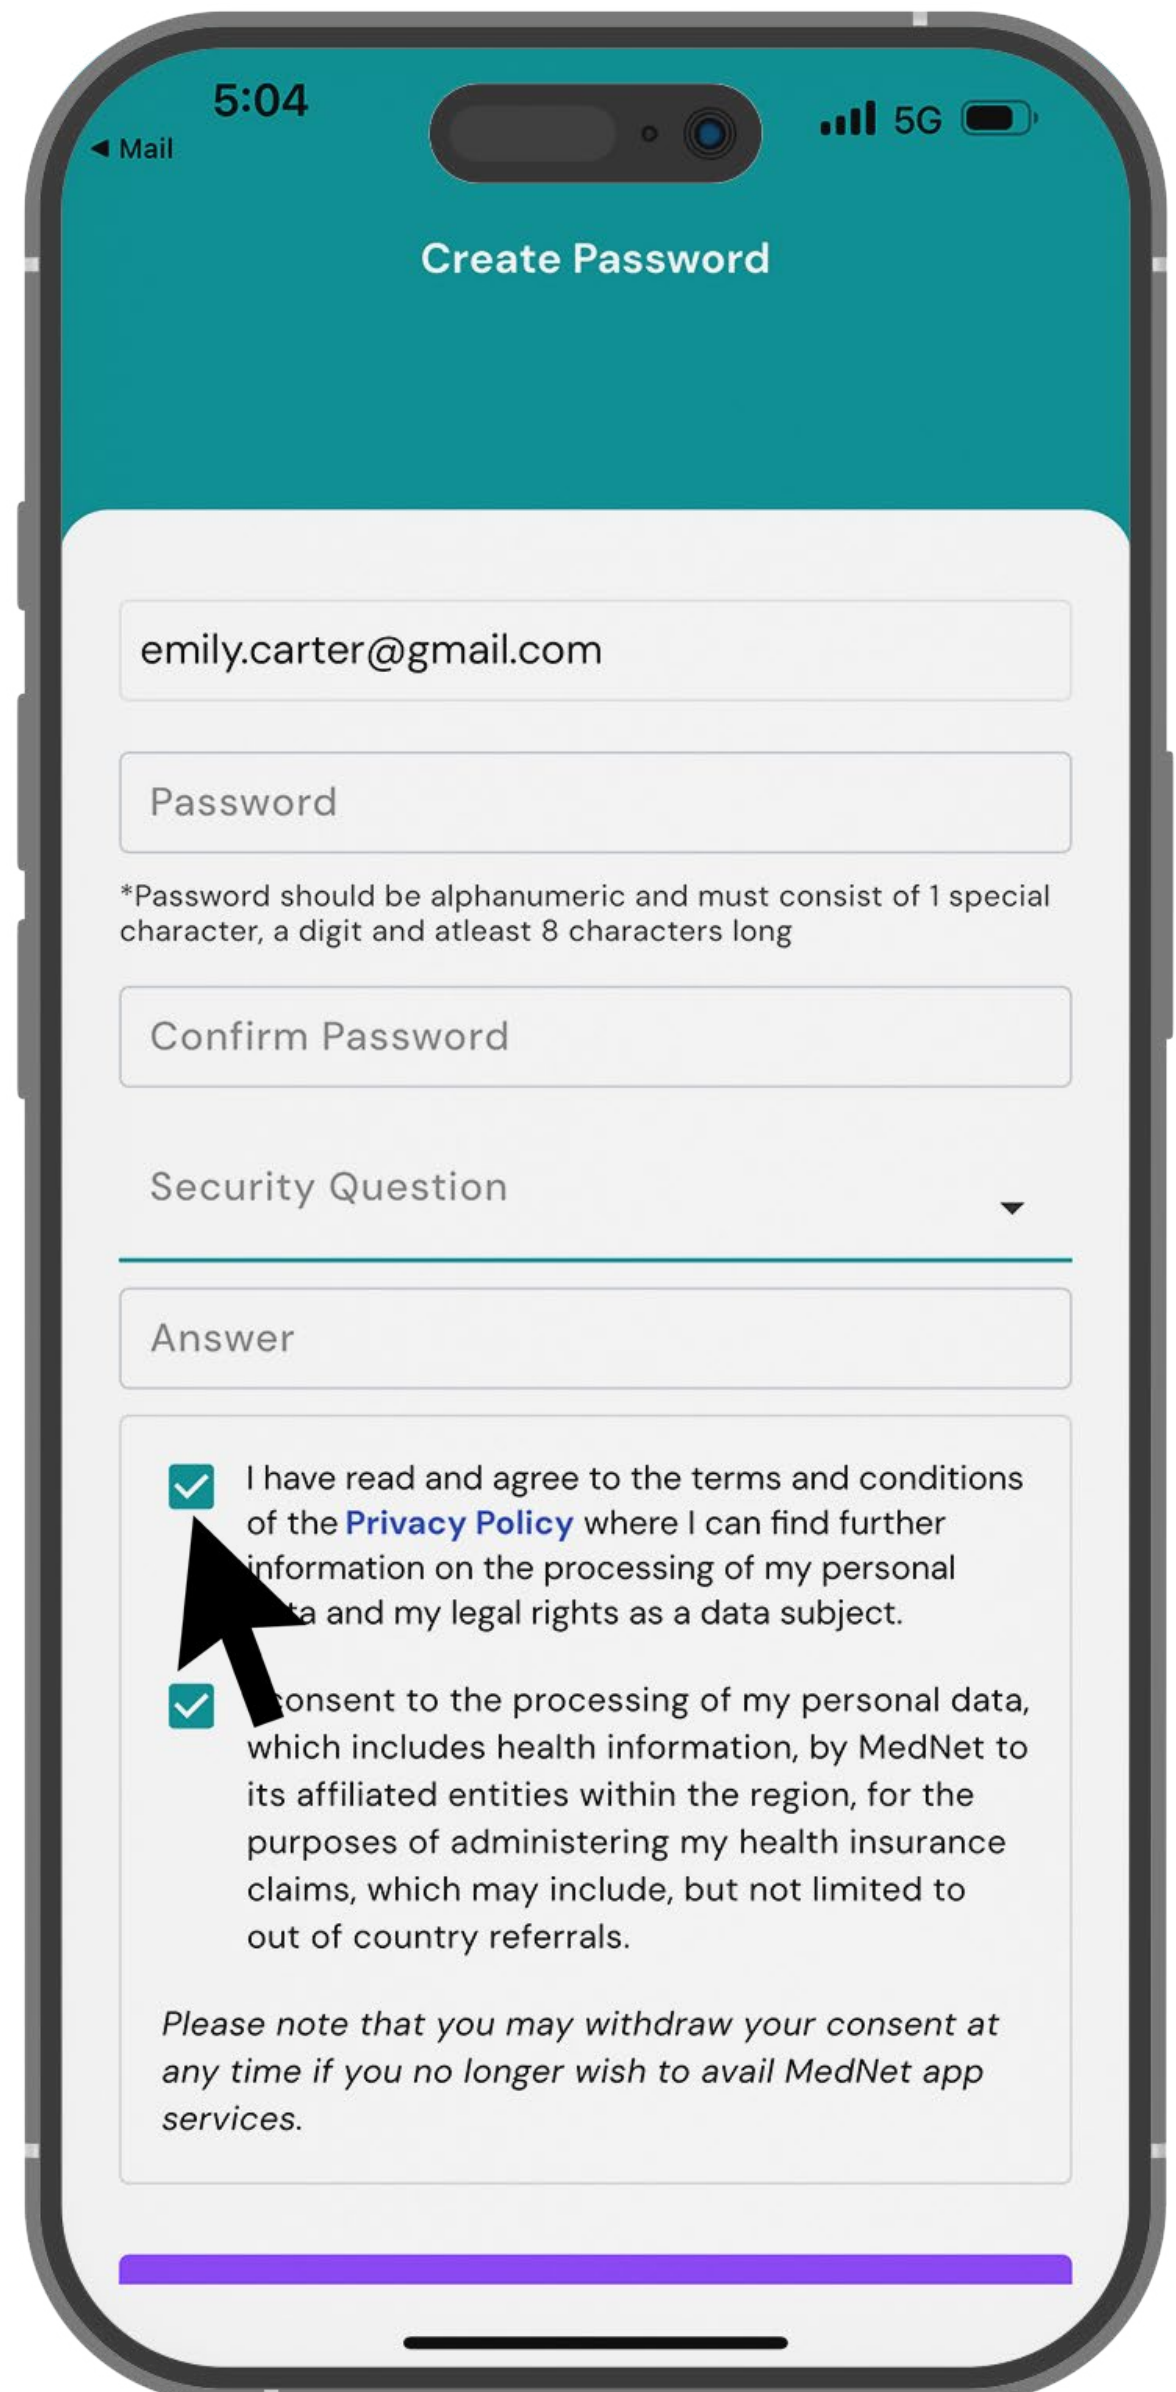 5:04
5G
Mail
Create Password
emily.carter@gmail.com
Password
*Password should be alphanumeric and must consist of 1 special
character, a digit and atleast 8 characters long
Confirm Password
Security Question
Answer
I have read and agree to the terms and conditions
of the Privacy Policy where I can find further
information on the processing of my personal
and my legal rights as a data subject.
consent to the processing of my personal data,
which includes health information, by MedNet to
its affiliated entities within the region, for the
purposes of administering my health insurance
claims, which may include, but not limited to
out of country referrals.
Please note that you may withdraw your consent at
any time if you no longer wish to avail MedNet app
services.